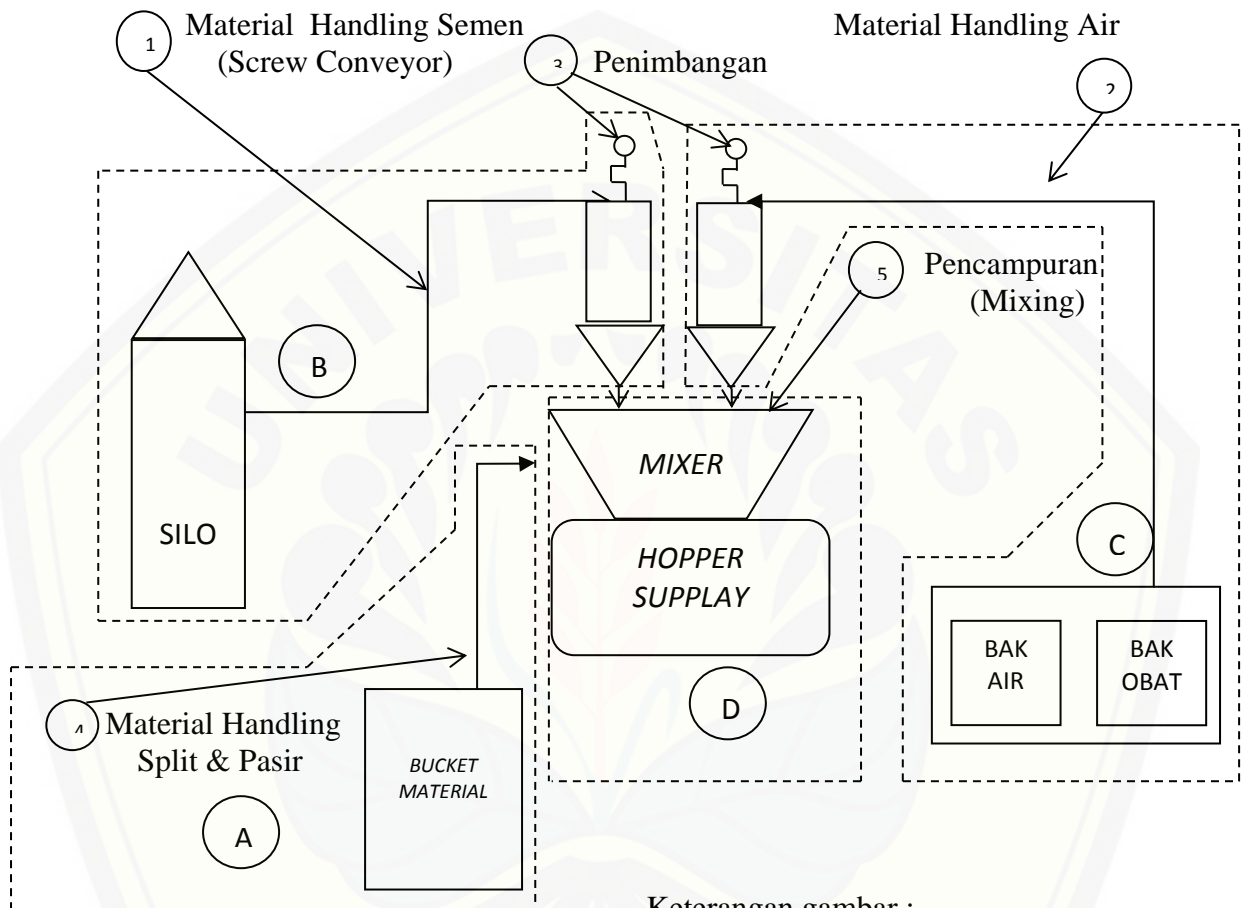 1
Material Handling Semen
(Screw Conveyor)
3
Penimbangan
Material Handling Air
2
5
Pencampuran
(Mixing)
B
SILO
MIXER
HOPPER
SUPPLAY
C
BAK
AIR
BAK
OBAT
D
4
Material Handling
Split & Pasir
BUCKET
MATERIAL
A
Keterangan gambar :
UNIVERSITAS